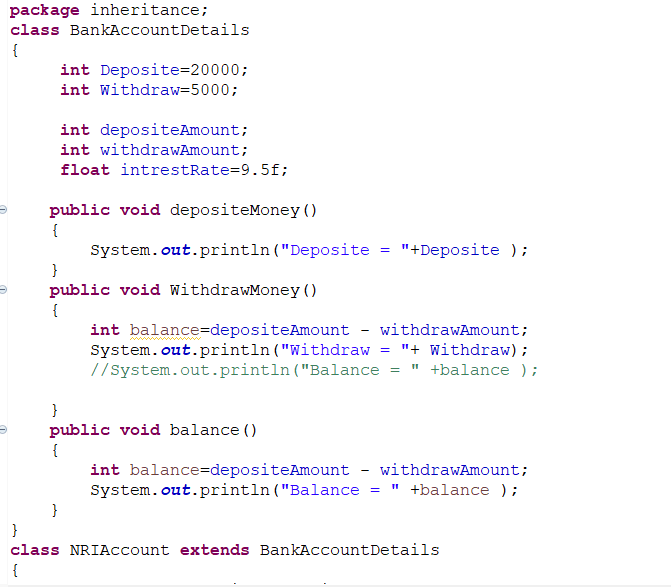 package inheritance;
class BankAccountDetails
{
int Deposite=20000;
int Withdraw=5000;
int depositeAmount;
int withdrawAmount;
float intrestRate=9.5f;
public void depositeMoney()
{
System.out.println("Deposite = "+Deposite );
}
public void WithdrawMoney()
{
int balance=depositeAmount - withdrawAmount;
System.out.println("Withdraw = "+ Withdraw);
//System.out.println("Balance = " +balance );
}
public void balance()
{
int balance=depositeAmount - withdrawAmount;
System.out.println("Balance = " +balance );
}
}
class NRIAccount extends BankAccountDetails
{